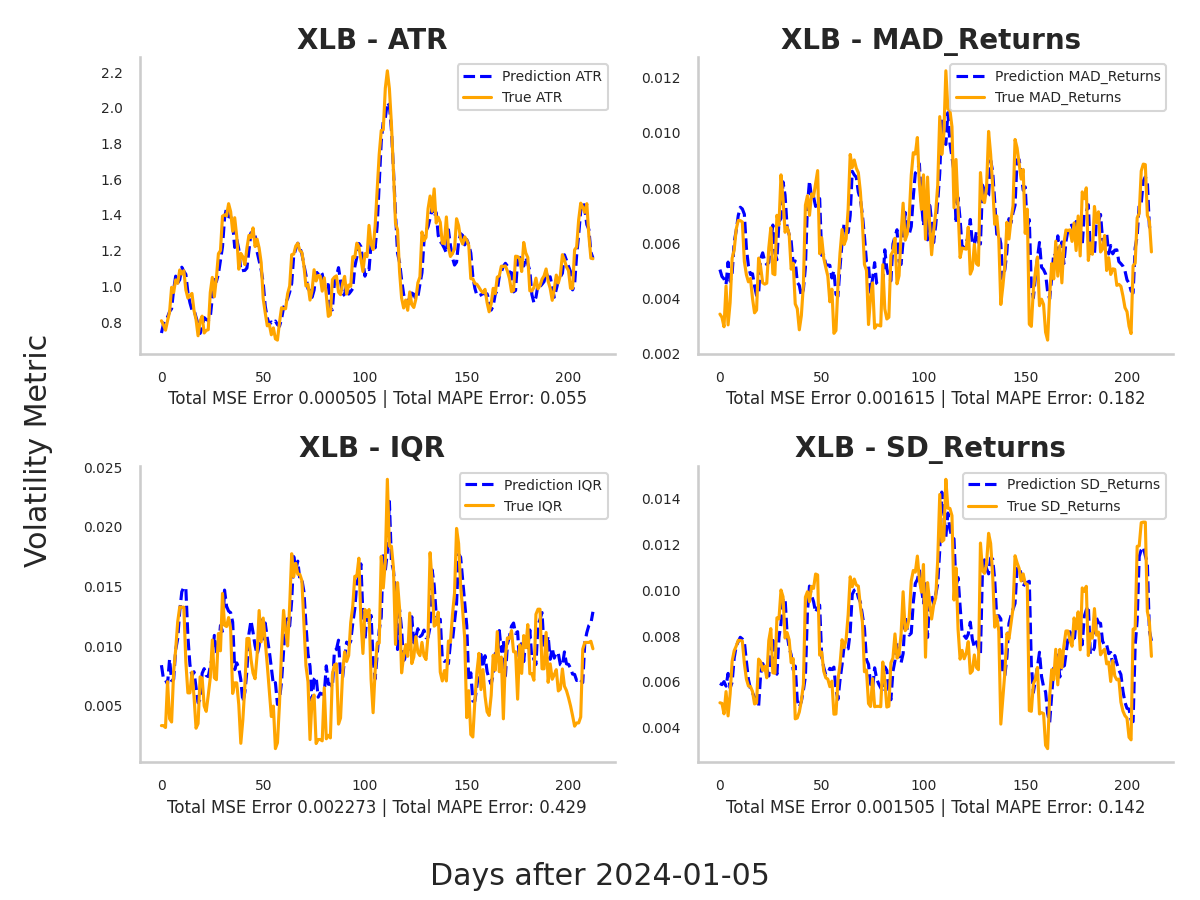 XLB - ATR
2.2
2.0
1.8
1.6
1.4
1.2
1.0
0.8
Prediction ATR
True ATR
0 50 100 150 200
Total MSE Error 0.000505 | Total MAPE Error: 0.055
XLB - MAD_Returns
0.012
0.010
0.008
0.006
0.004
0.002
Prediction MAD_Returns
True MAD_Returns
0 50 100 150 200
Total MSE Error 0.001615 | Total MAPE Error: 0.182
Volatility Metric
XLB - IQR
0.025
0.020
0.015
0.010
0.005
Prediction IQR
True IQR
0 50 100 150 200
Total MSE Error 0.002273 | Total MAPE Error: 0.429
XLB - SD_Returns
0.014
0.012
0.010
0.008
0.006
0.004
Prediction SD_Returns
True SD_Returns
0 50 100 150 200
Total MSE Error 0.001505 | Total MAPE Error: 0.142
Days after 2024-01-05